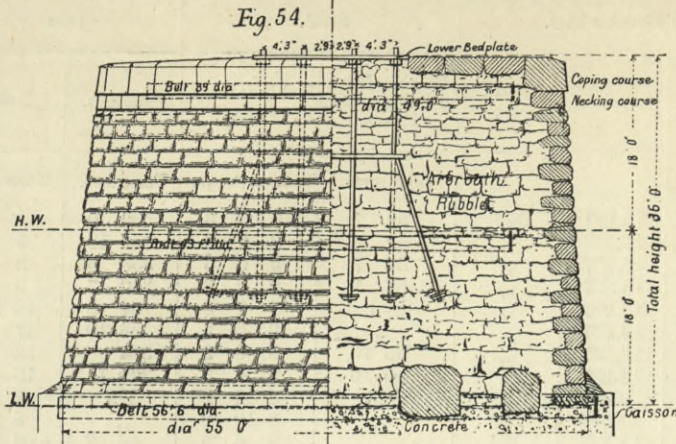 Fig. 54.
4'. 3" 2'.9" 2'.9" 4'. 3"
Lower Bedplate
Belt 39 dia
Coping course
dia 49.0
Necking course
18' 0"
Arbroath
Rubble
Total height 36' 0"
H.W.
18' 0"
L.W.
Belt 56.6 dia
Caisson
dia 55 0"
Concrete